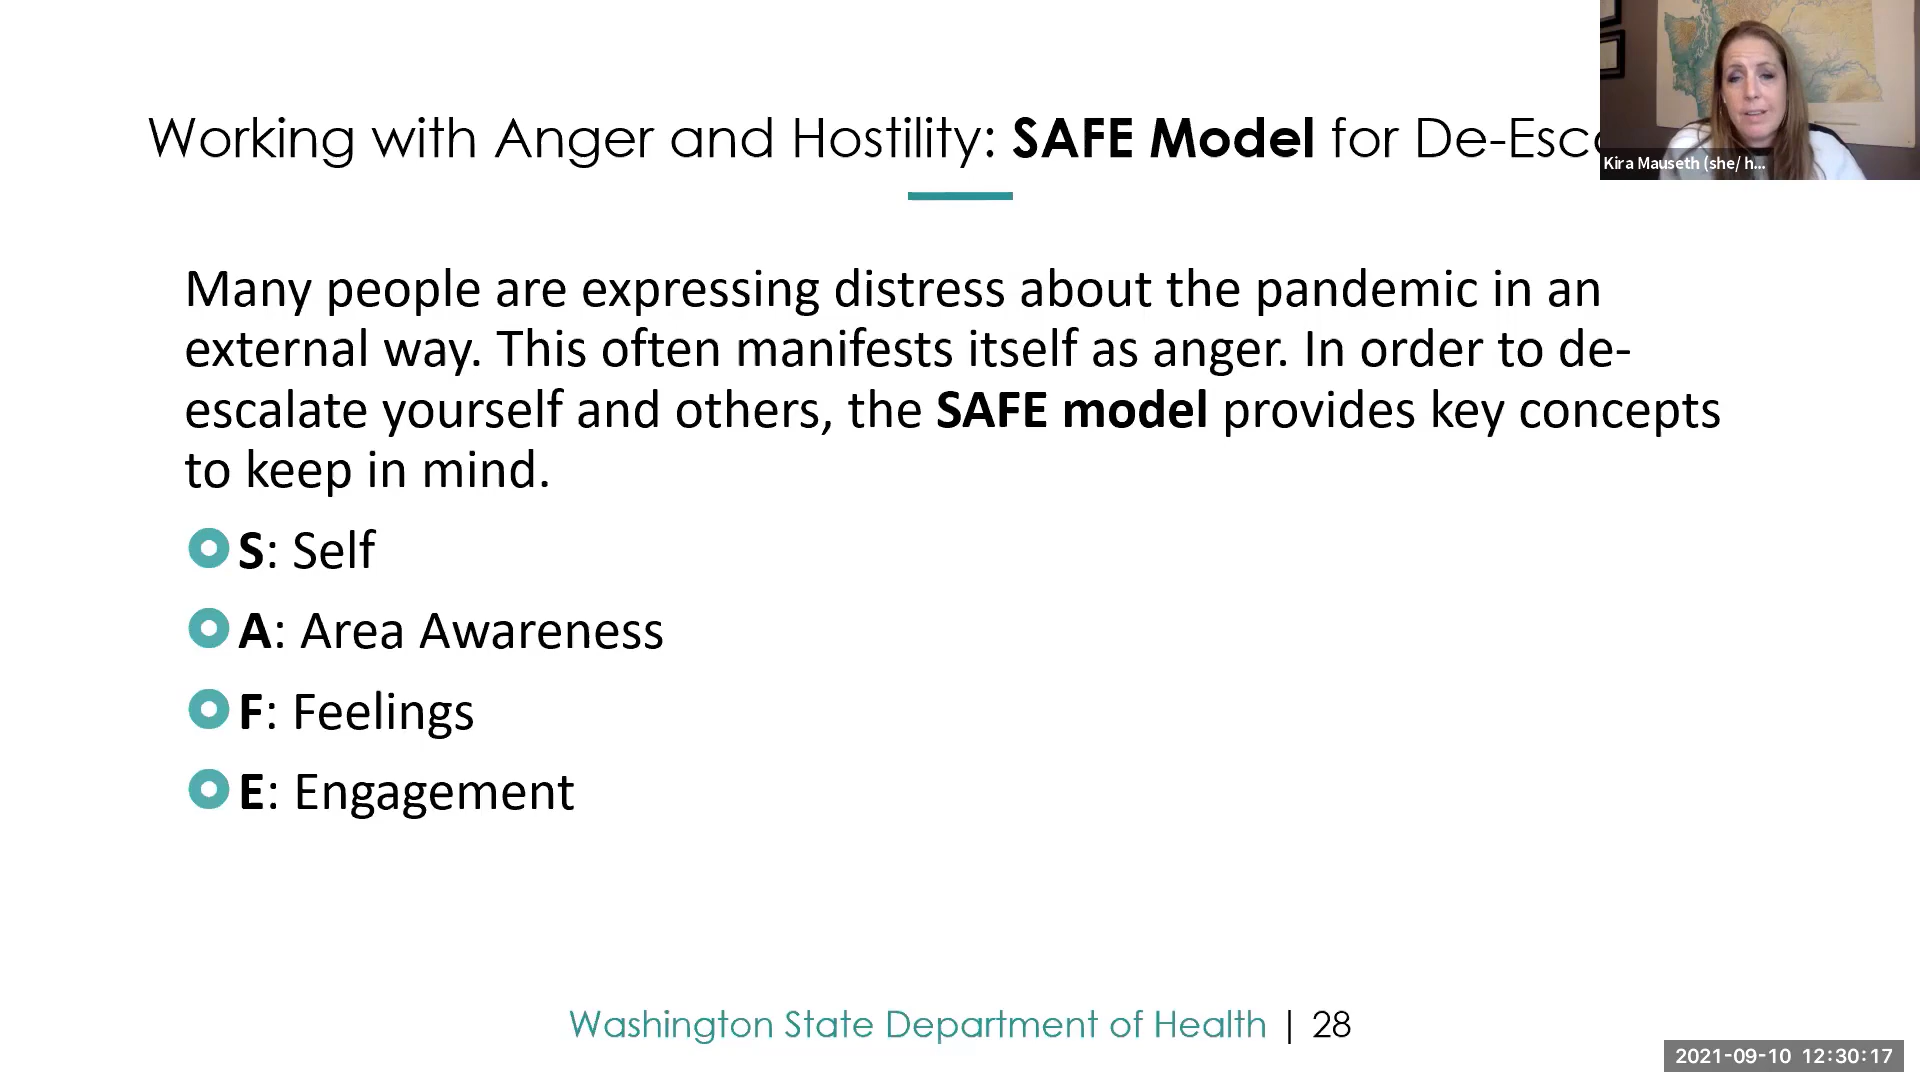 Working with Anger and Hostility: SAFE Model for De-Esc
Kira Mauseth (she/ h...
Many people are expressing distress about the pandemic in an
external way. This often manifests itself as anger. In order to de-
escalate yourself and others, the SAFE model provides key concepts
to keep in mind.
S: Self
A: Area Awareness
F: Feelings
E: Engagement
Washington State Department of Health | 28
2021-09-10 12:30:17